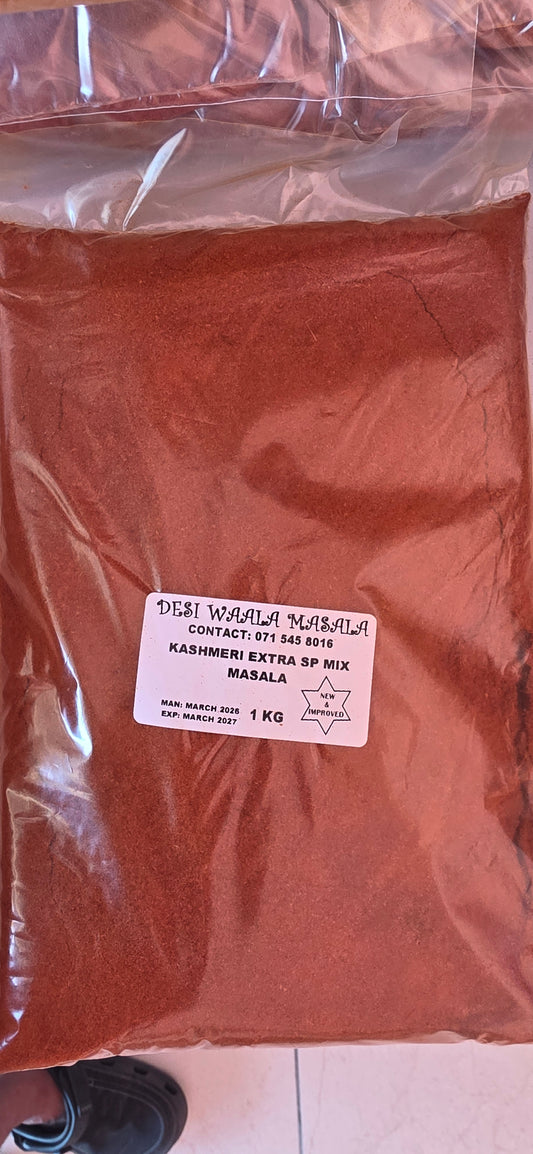 DESI WAALA MASALA
CONTACT: 071 545 8016
KASHMERI EXTRA SP MIX
MASALA
MAN: MARCH 2026
EXP: MARCH 2027
1 KG
NEW
&
IMPROVED